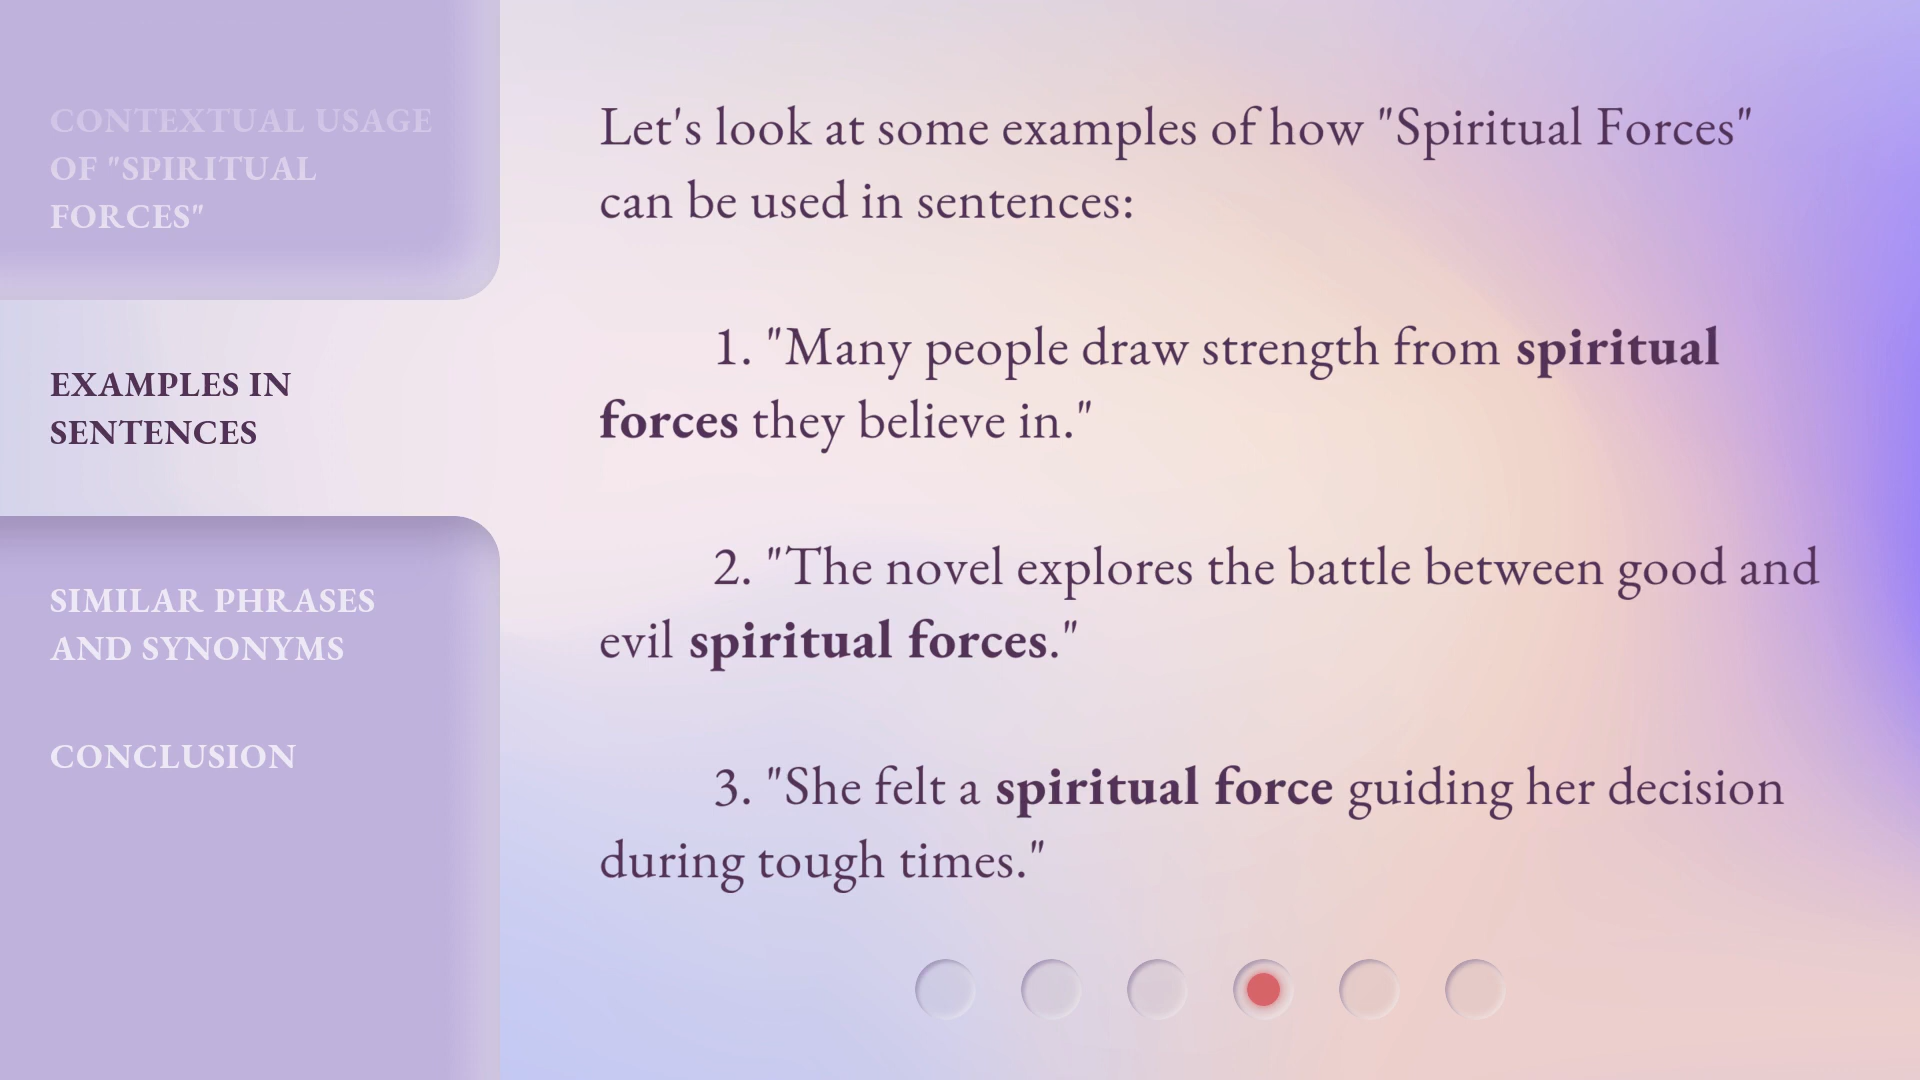 CONTEXTUAL USAGE
OF "SPIRITUAL
FORCES"
EXAMPLES IN
SENTENCES
SIMILAR PHRASES
AND SYNONYMS
CONCLUSION
Let's look at some examples of how "Spiritual Forces"
can be used in sentences:
1. "Many people draw strength from spiritual
forces they believe in."
2. "The novel explores the battle between good and
evil spiritual forces."
3. "She felt a spiritual force guiding her decision
during tough times."